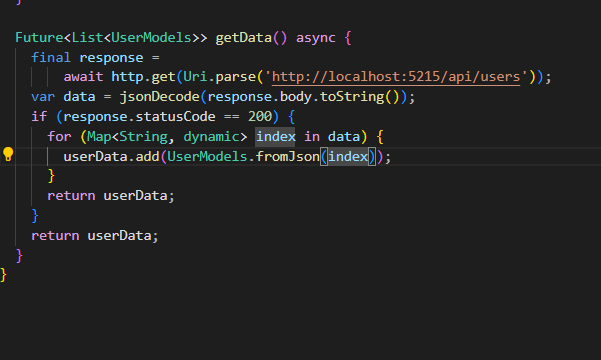 }
Future<List<UserModels>> getData() async {
final response =
await http.get(Uri.parse('http://localhost:5215/api/users'));
var data = jsonDecode(response.body.toString());
if (response.statusCode == 200) {
for (Map<String, dynamic> index in data) {
userData.add(UserModels.fromJson(index));
}
return userData;
}
return userData;
}
}